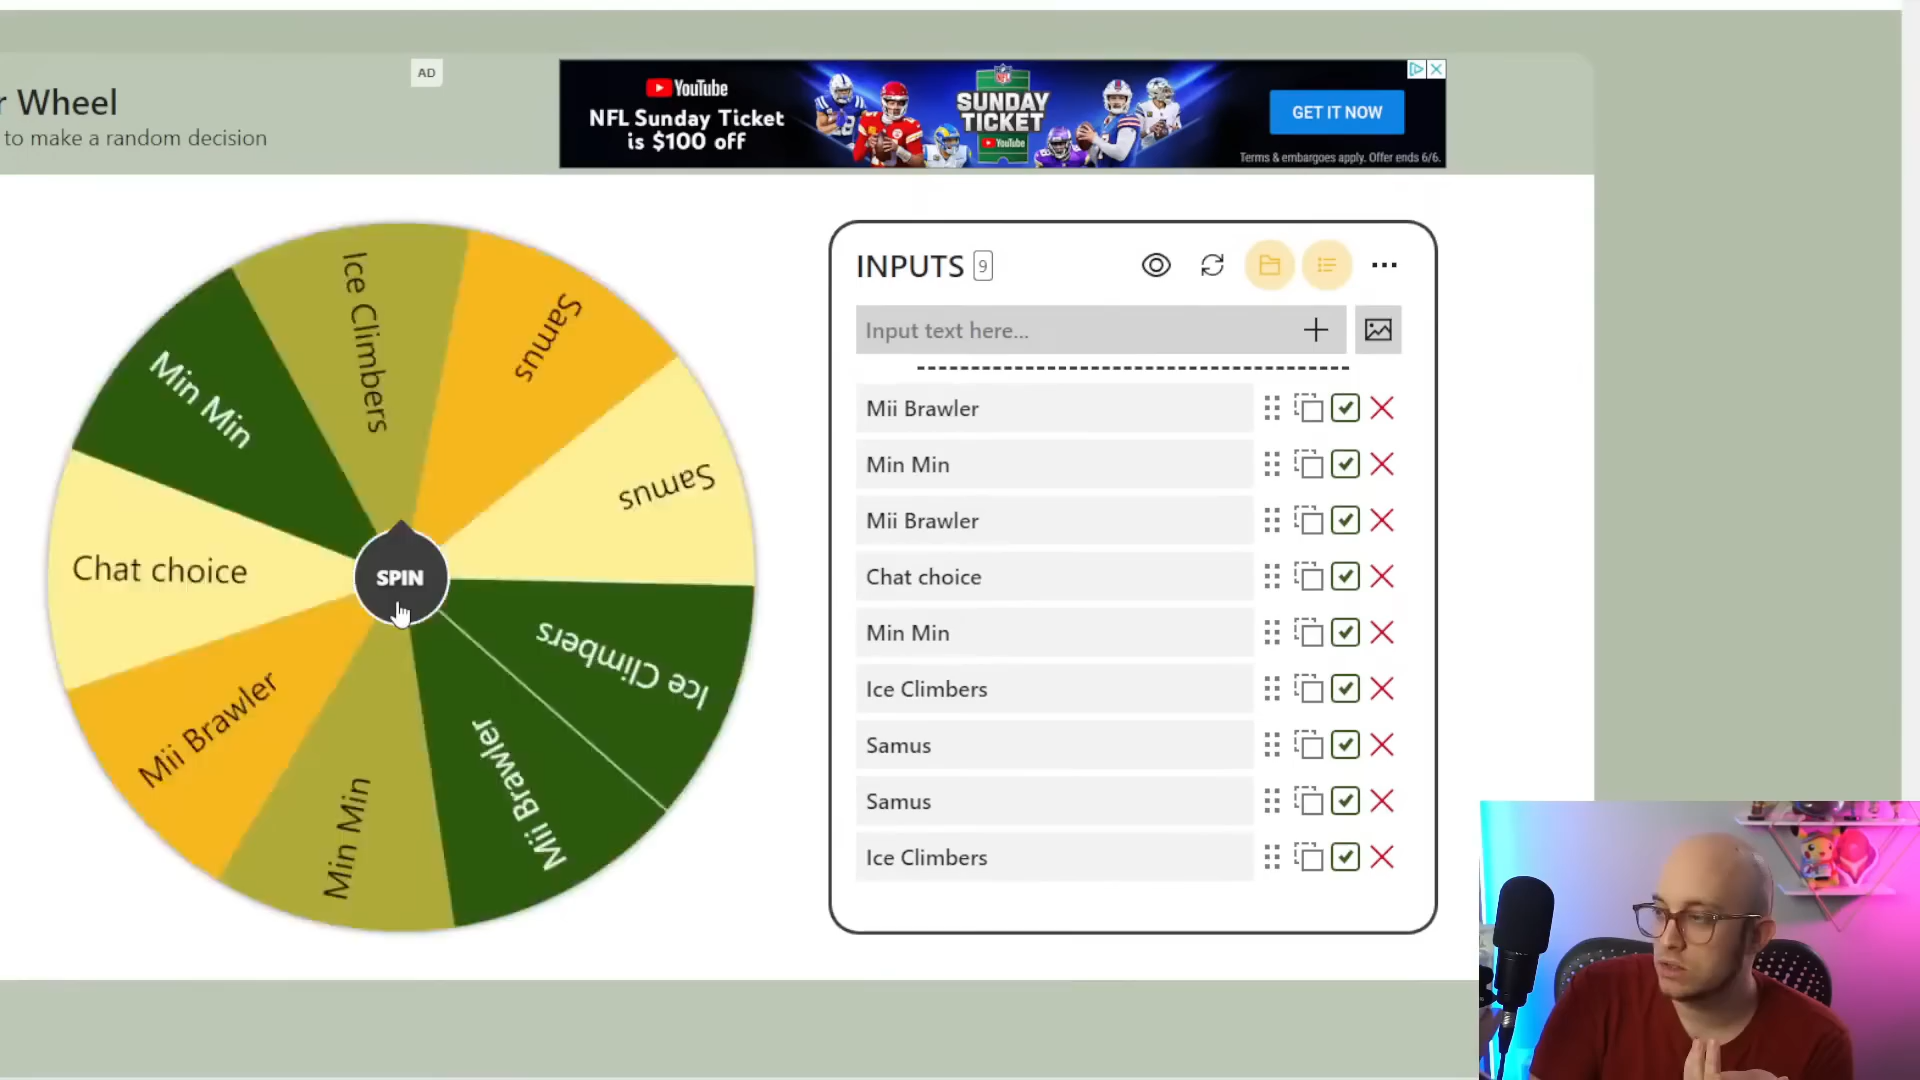 r Wheel
to make a random decision
AD
YouTube
NFL Sunday Ticket
is $100 off
NFL
SUNDAY
TICKET
YouTube
GET IT NOW
Terms & embargoes apply. Offer ends 6/6.
Ice Climbers
Samus
Samus
Ice Climbers
Mii Brawler
Min Min
Mii Brawler
Chat choice
Min Min
SPIN
INPUTS 9
Input text here...
Mii Brawler
Min Min
Mii Brawler
Chat choice
Min Min
Ice Climbers
Samus
Samus
Ice Climbers